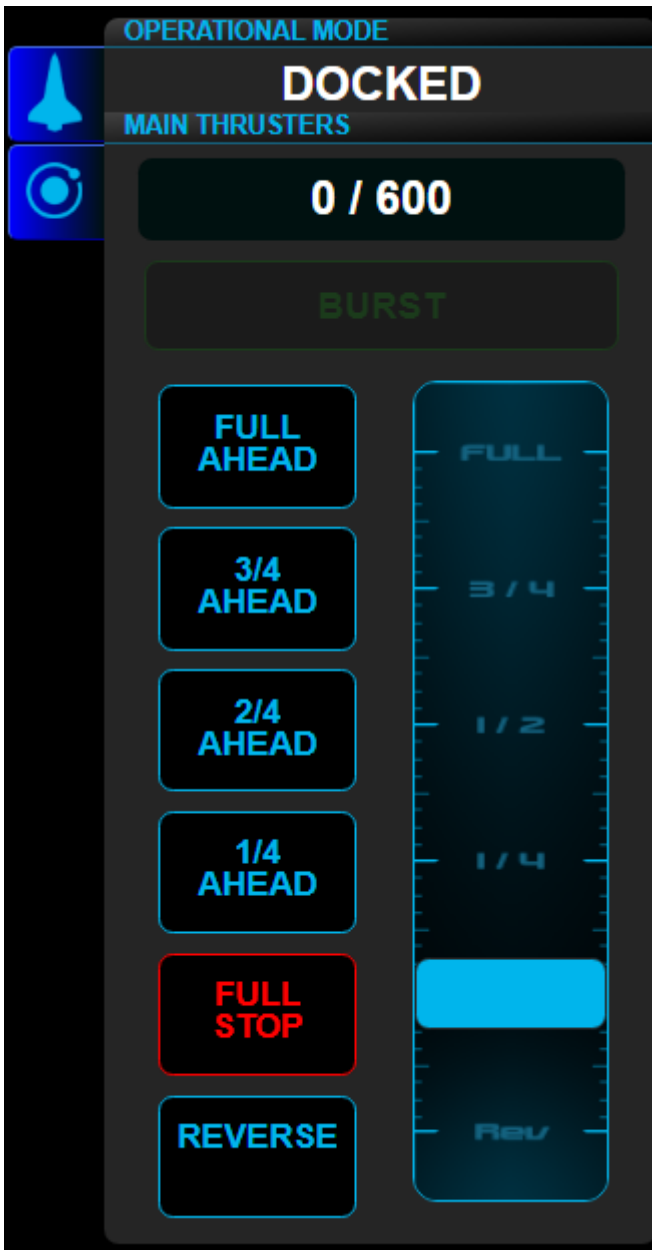 OPERATIONAL MODE
DOCKED
MAIN THRUSTERS
0 / 600
BURST
FULL
AHEAD
3/4
AHEAD
2/4
AHEAD
1/4
AHEAD
FULL
STOP
REVERSE
FULL
3 / 4
1 / 2
1 / 4
Rev